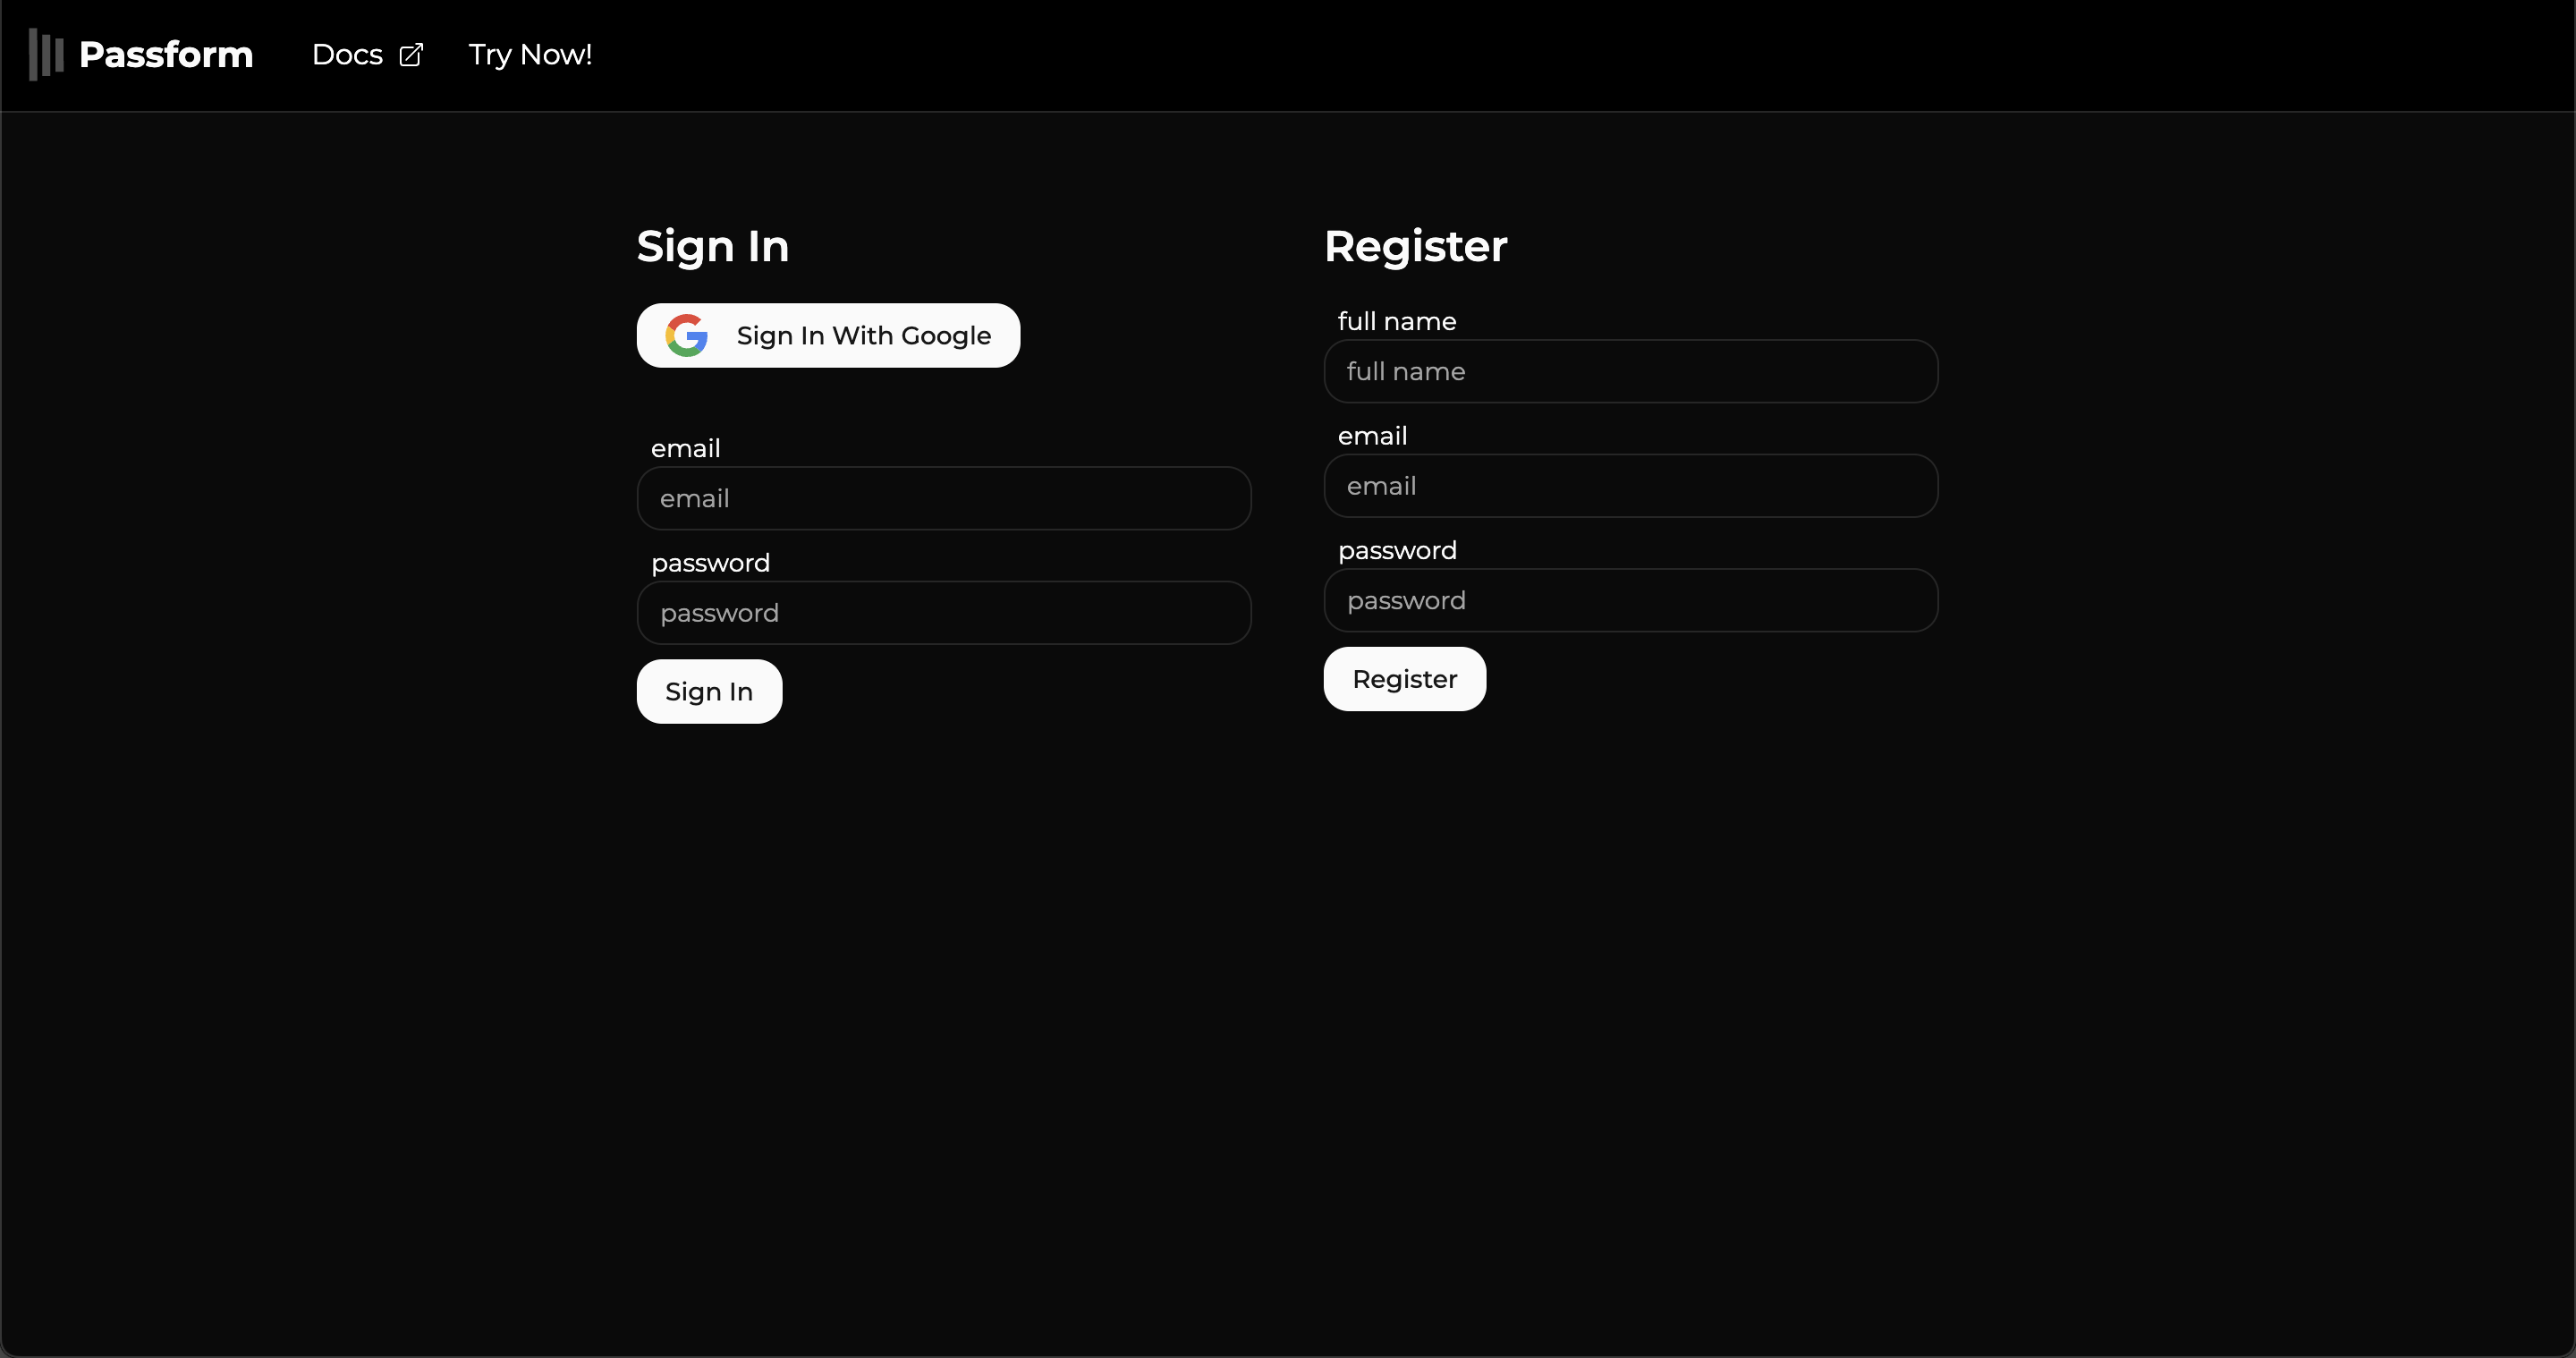 Passform
Docs
Try Now!
Sign In
Sign In With Google
email
email
password
password
Sign In
Register
full name
full name
email
email
password
password
Register